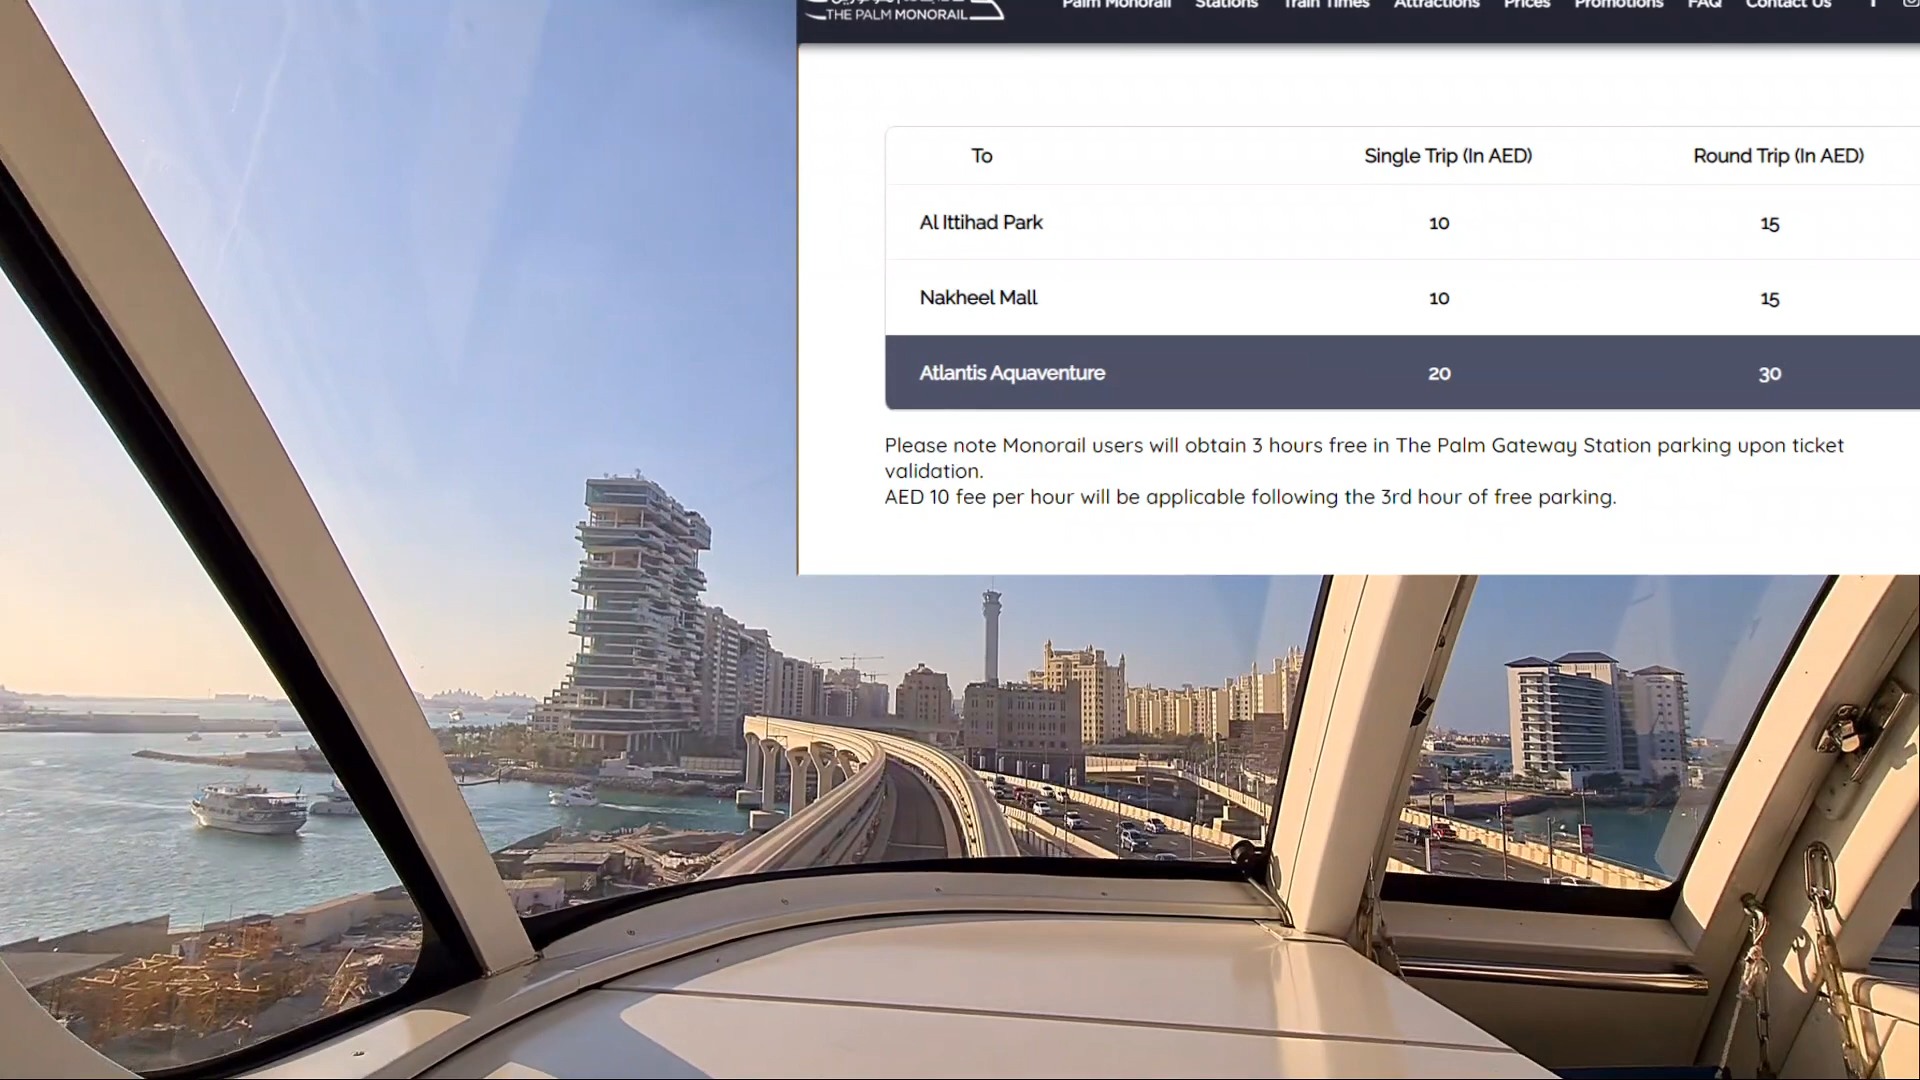 THE PALM MONORAIL
Palm Monorail Stations Train Times Attractions Prices Promotions FAQ Contact Us
To Single Trip (In AED) Round Trip (In AED)
Al Ittihad Park 10 15
Nakheel Mall 10 15
Atlantis Aquaventure 20 30
Please note Monorail users will obtain 3 hours free in The Palm Gateway Station parking upon ticket
validation.
AED 10 fee per hour will be applicable following the 3rd hour of free parking.